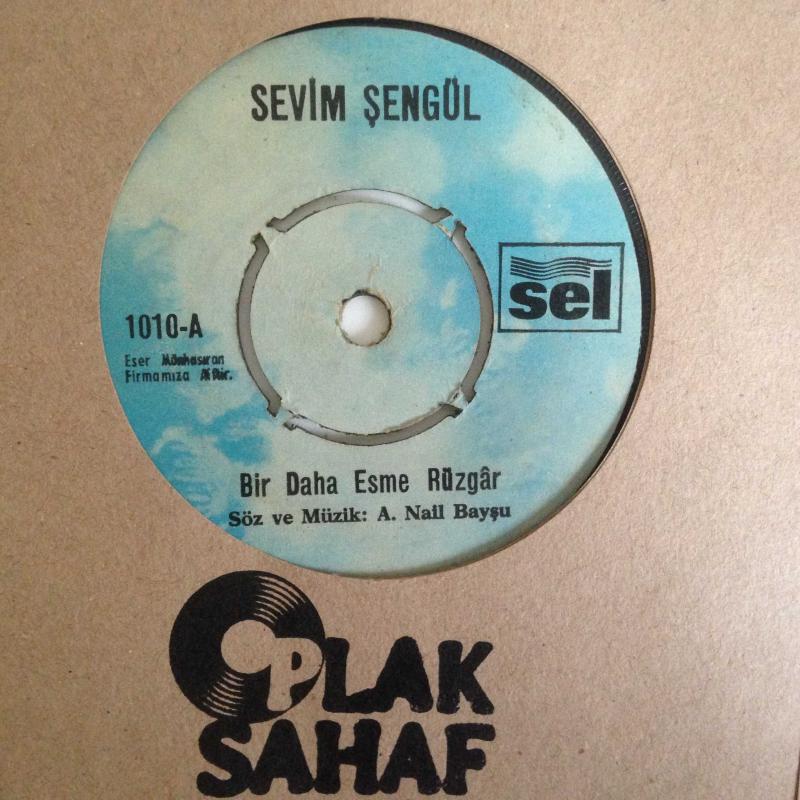 SEVİM ŞENGÜL
sel
1010-A
Eser Münhasıran
Firmamıza Aittir.
Bir Daha Esme Rüzgâr
Söz ve Müzik: A. Nail Bayşu
PLAK
SAHAF